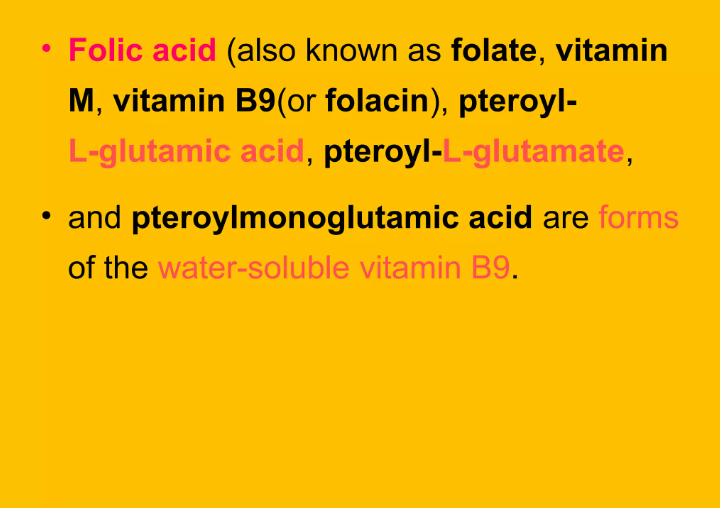 • Folic acid (also known as folate, vitamin
M, vitamin B9(or folacin), pteroyl-
L-glutamic acid, pteroyl-L-glutamate,
• and pteroylmonoglutamic acid are forms
of the water-soluble vitamin B9.